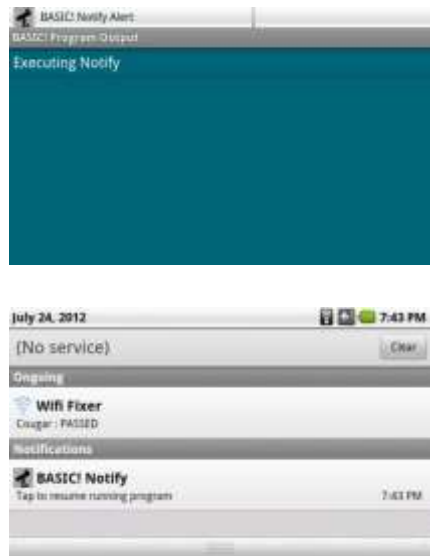 BASIC! Notify Alert
BASIC! Program Output
Executing Notify
July 24, 2012
7:43 PM
(No service)
Clear
Ongoing
Wifi Fixer
Cougar : PASSED
Notifications
BASIC! Notify
Tap to resume running program
7:43 PM